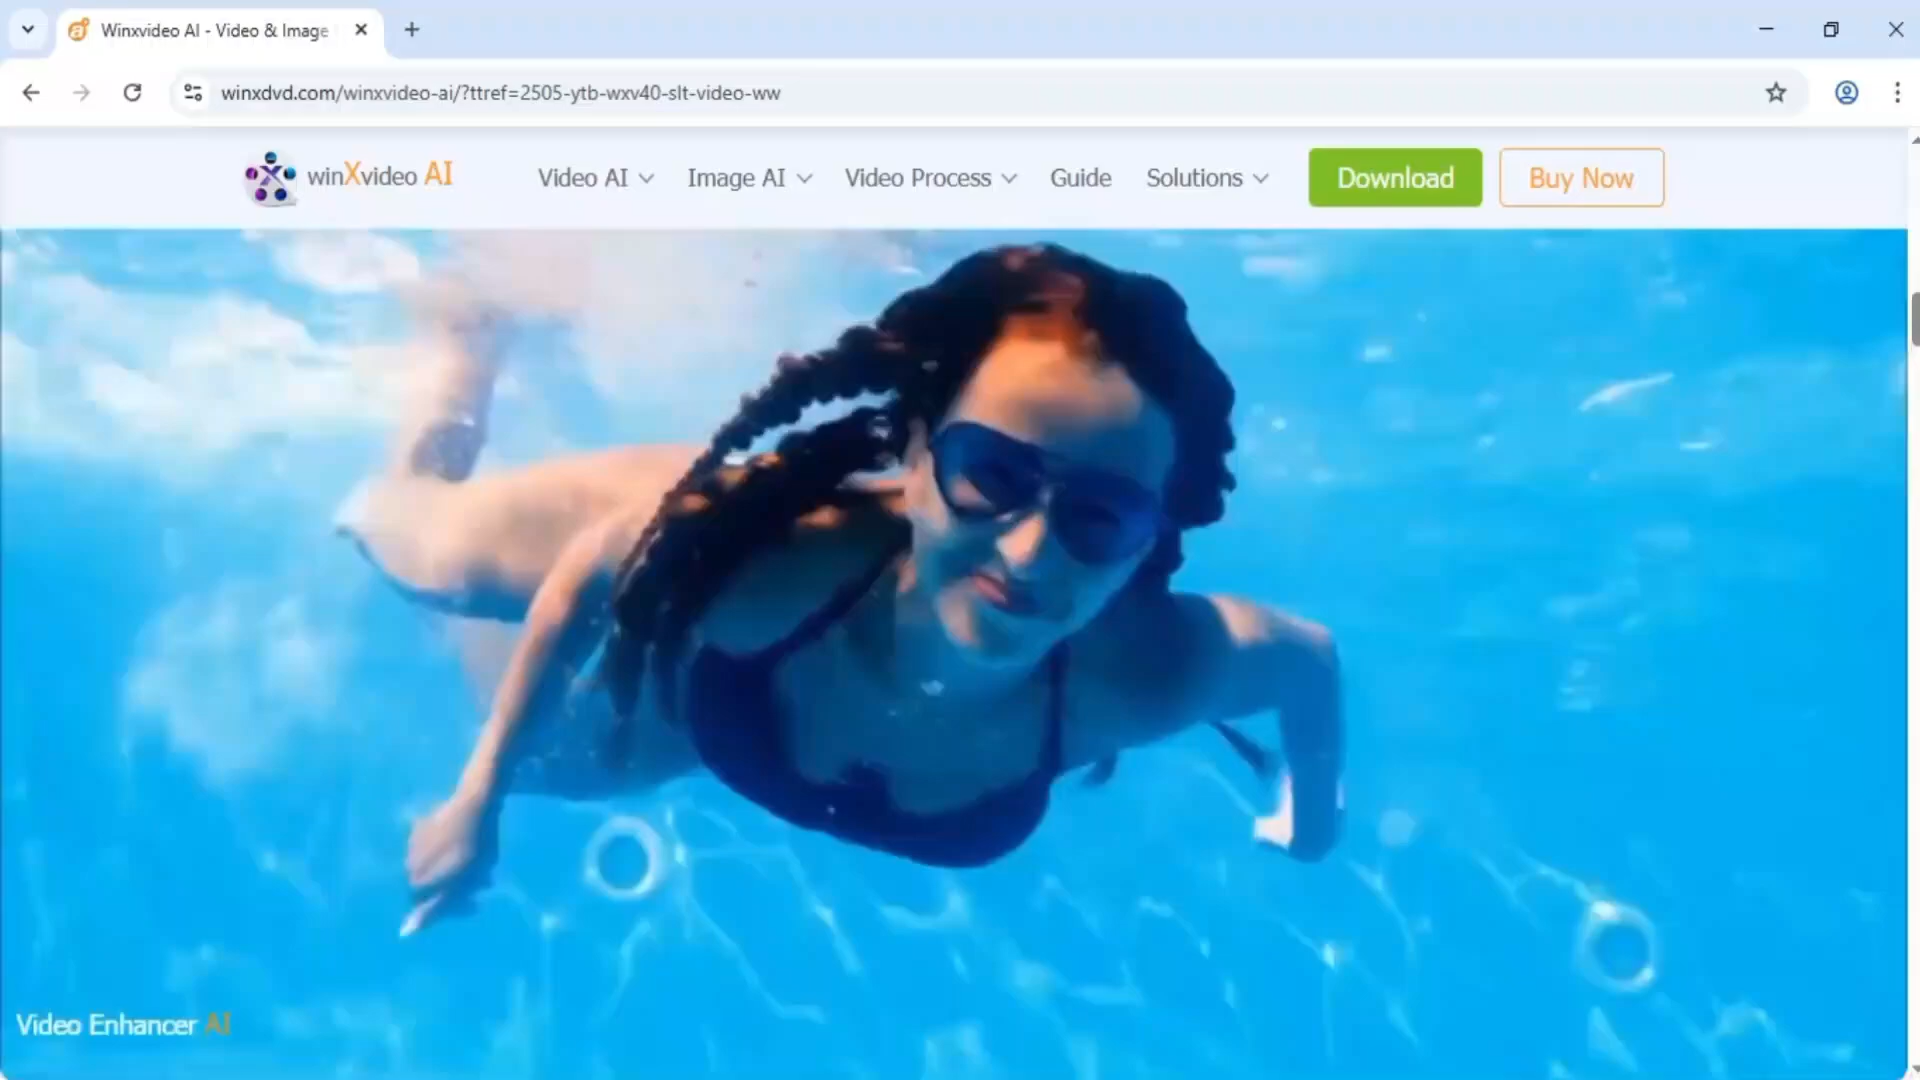 Winxvideo AI - Video & Image
winxdvd.com/winxvideo-ai/?ttref=2505-ytb-wxv40-slt-video-ww
winXvideo AI
Video AI
Image AI
Video Process
Guide
Solutions
Download
Buy Now
Video Enhancer AI